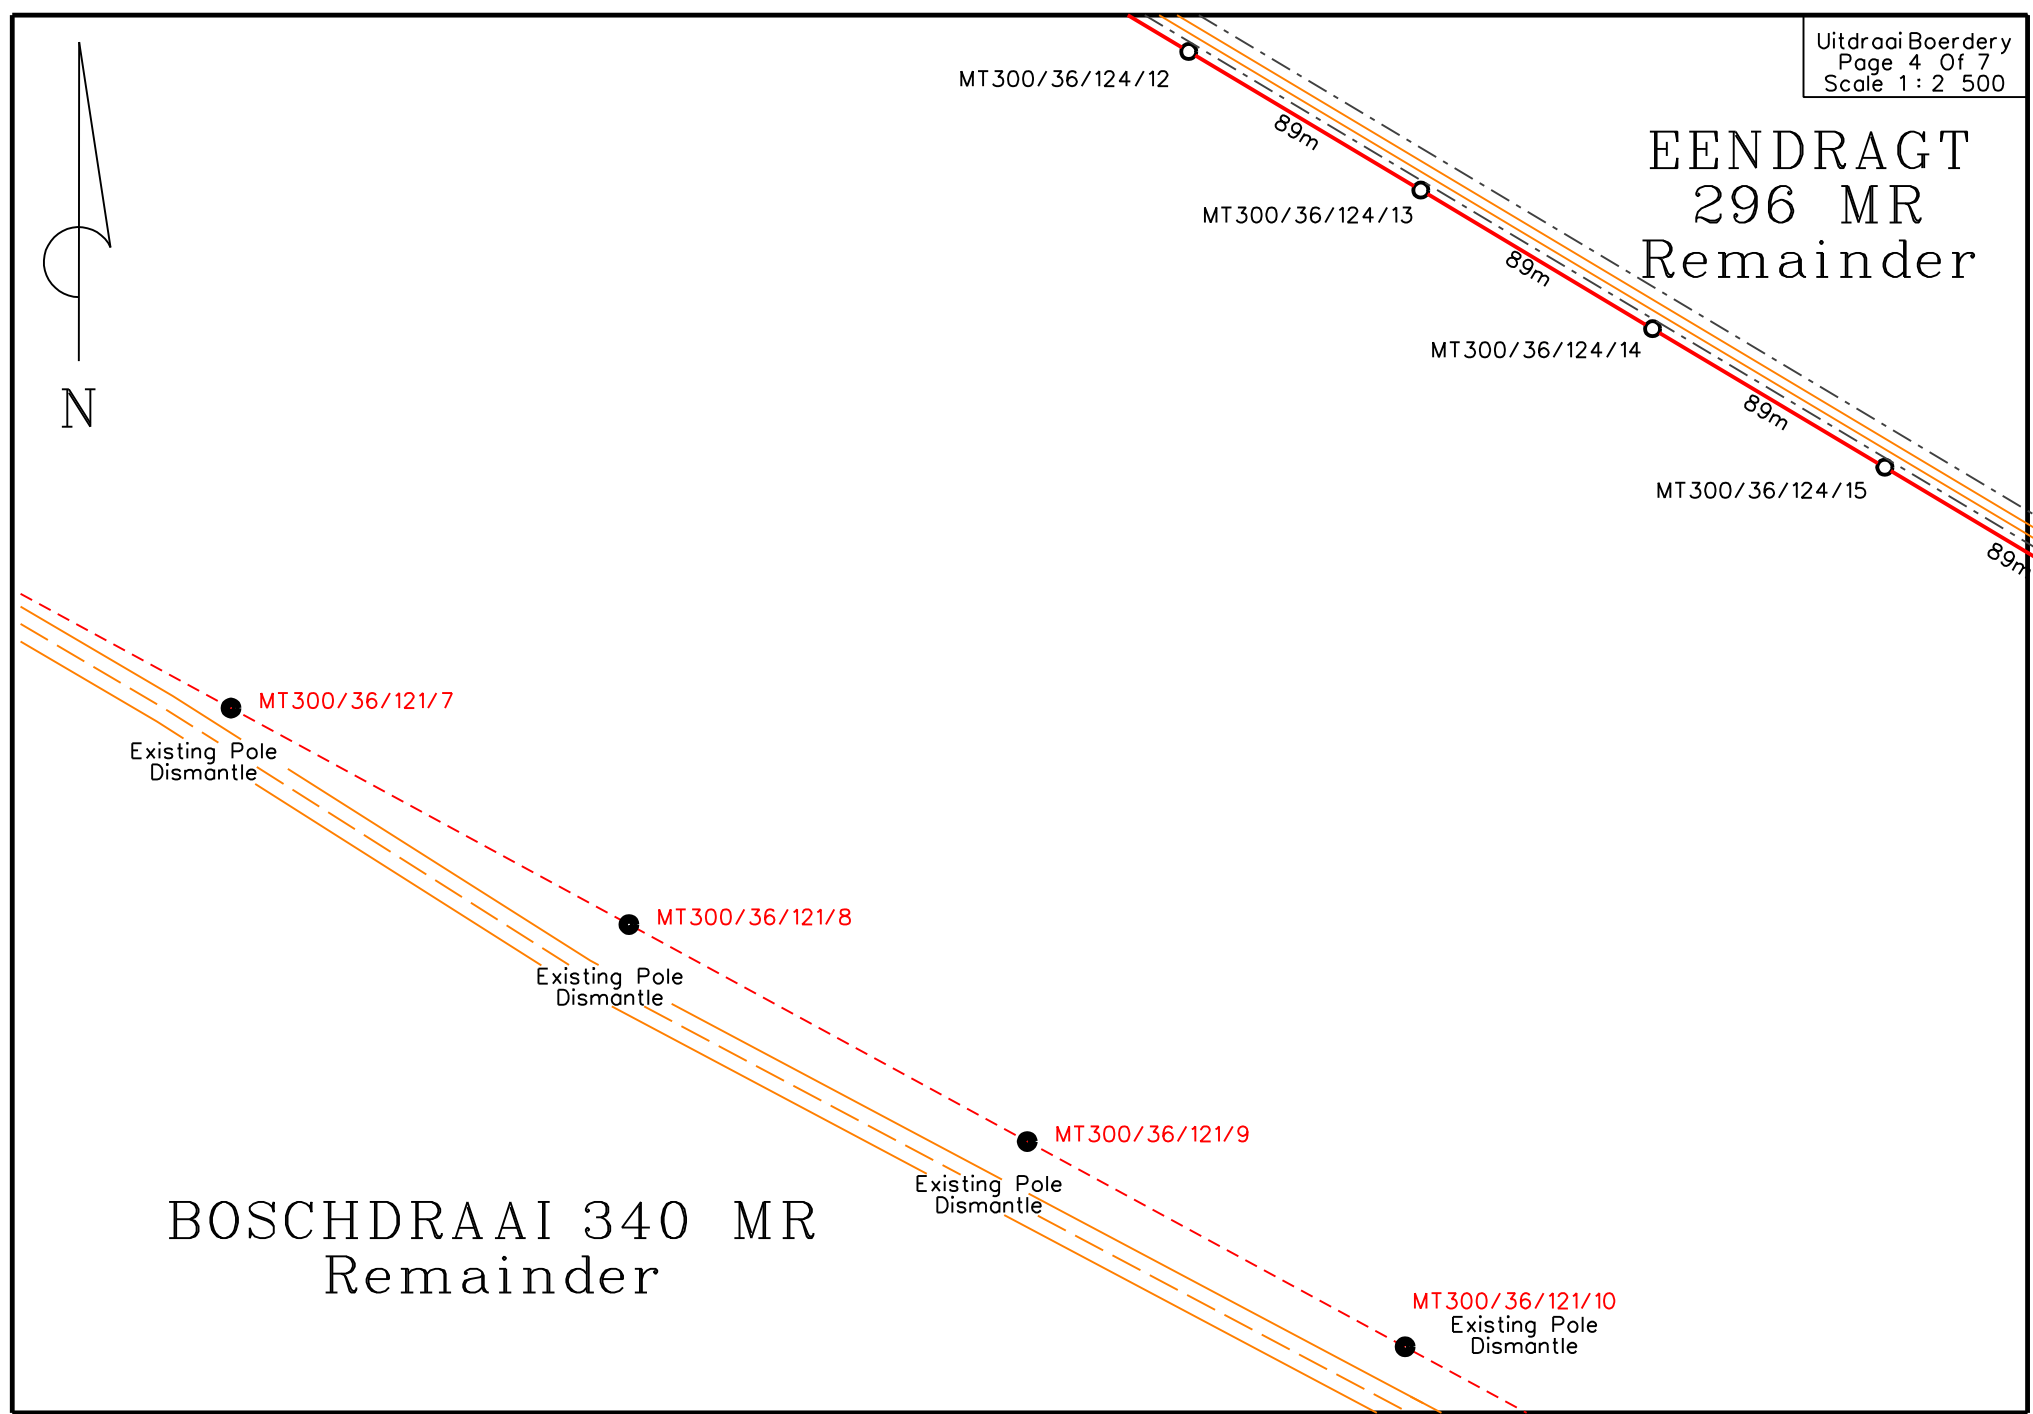 Uitdraai Boerdery
Page 4 Of 7
Scale 1 : 2 500
MT300/36/124/12
89m
EENDRAGT
296 MR
Remainder
MT300/36/124/13
89m
MT300/36/124/14
89m
N
MT300/36/124/15
89m
MT300/36/121/7
Existing Pole
Dismantle
MT300/36/121/8
Existing Pole
Dismantle
MT300/36/121/9
Existing Pole
Dismantle
BOSCHDRAAI 340 MR
Remainder
MT300/36/121/10
Existing Pole
Dismantle